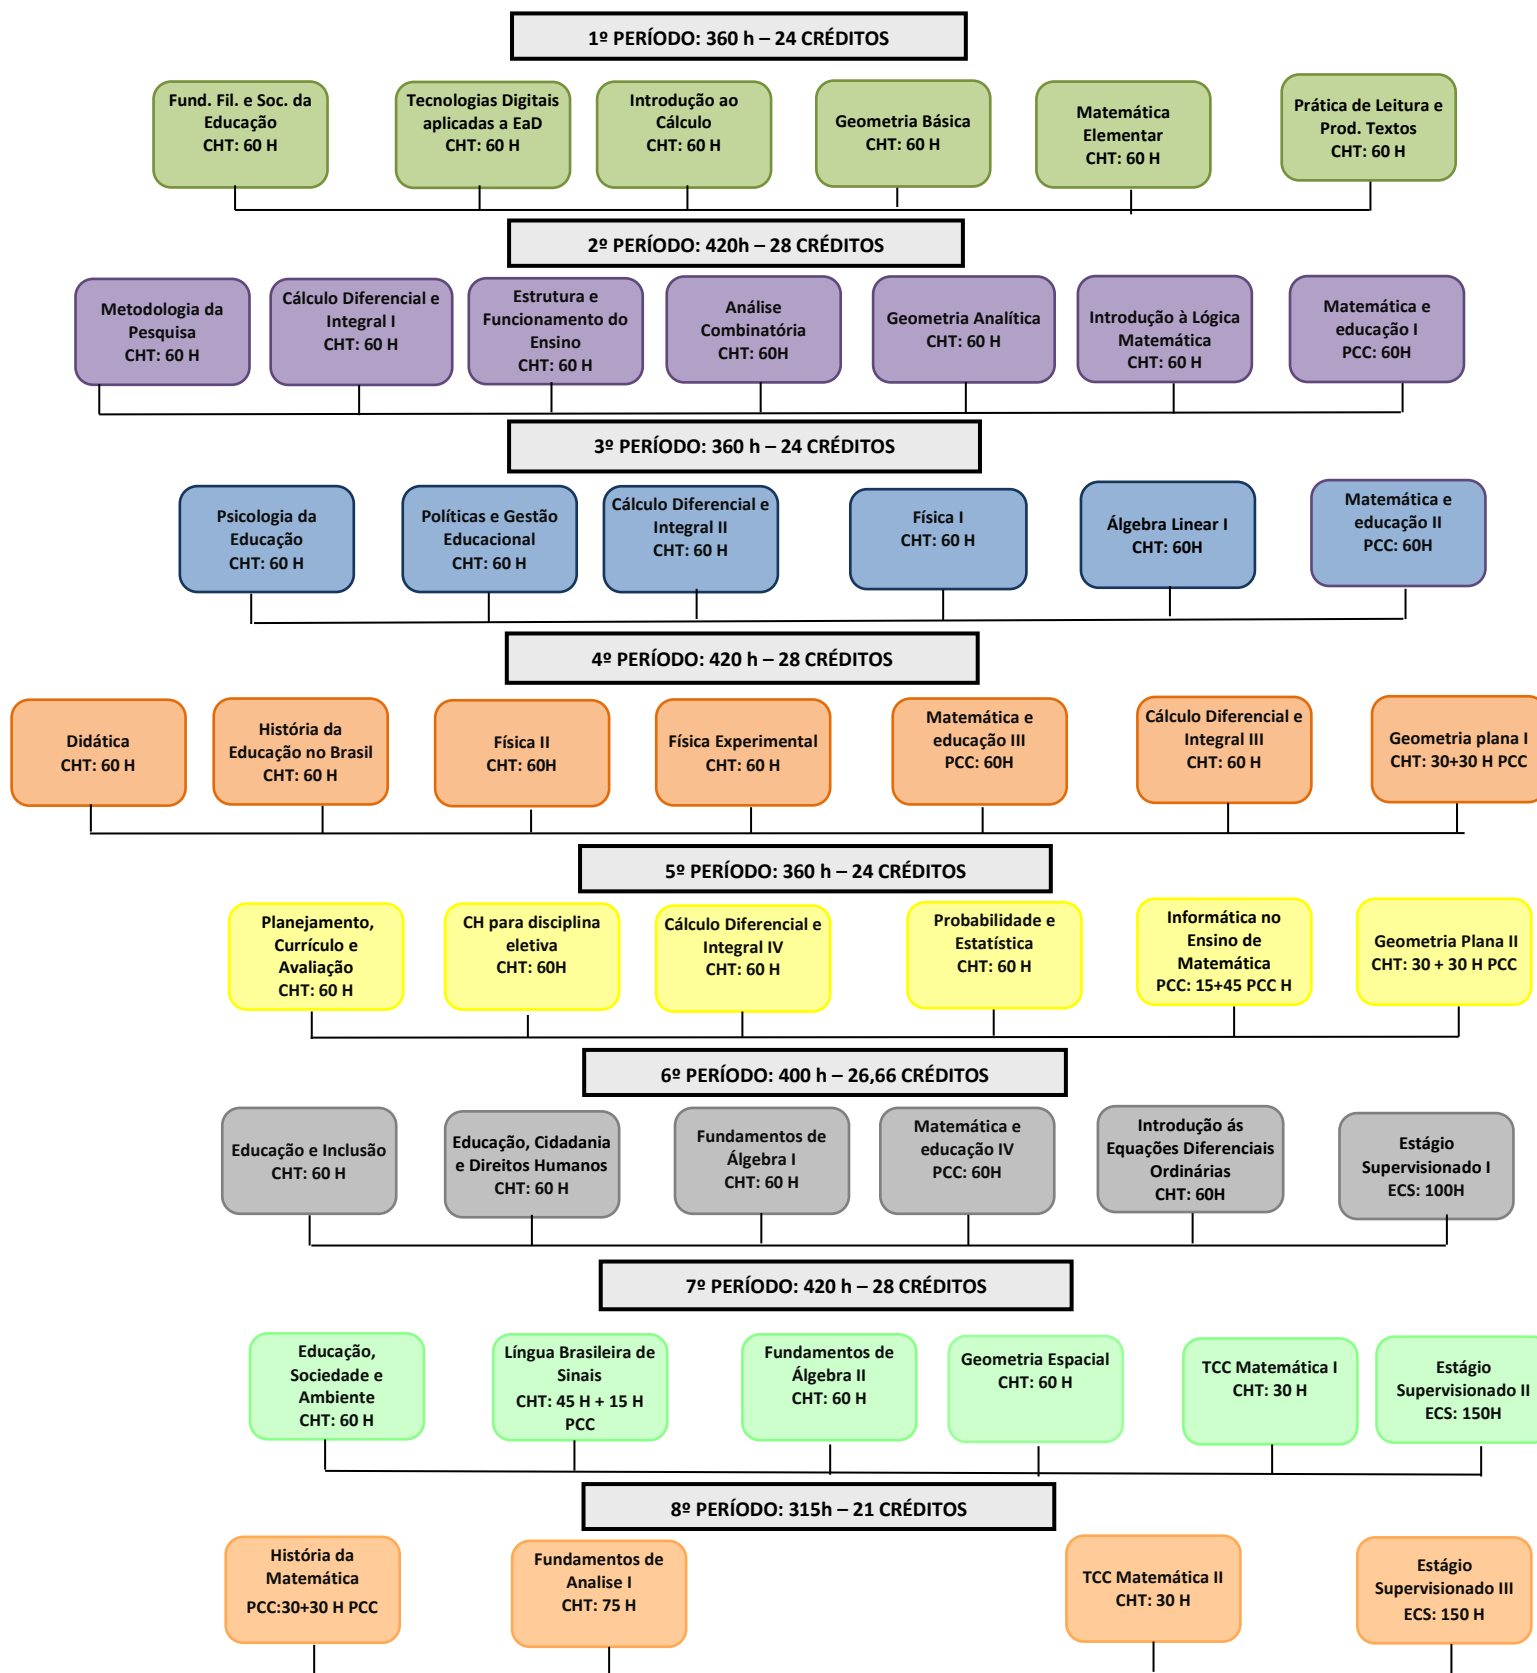 1º PERÍODO: 360 h – 24 CRÉDITOS
Fund. Fil. e Soc. da
Educação
CHT: 60 H
Tecnologias Digitais
aplicadas a EaD
CHT: 60 H
Introdução ao
Cálculo
CHT: 60 H
Geometria Básica
CHT: 60 H
Matemática
Elementar
CHT: 60 H
Prática de Leitura e
Prod. Textos
CHT: 60 H
2º PERÍODO: 420h – 28 CRÉDITOS
Metodologia da
Pesquisa
CHT: 60 H
Cálculo Diferencial e
Integral I
CHT: 60 H
Estrutura e
Funcionamento do
Ensino
CHT: 60 H
Análise
Combinatória
CHT: 60H
Geometria Analítica
CHT: 60 H
Introdução à Lógica
Matemática
CHT: 60 H
Matemática e
educação I
PCC: 60H
3º PERÍODO: 360 h – 24 CRÉDITOS
Psicologia da
Educação
CHT: 60 H
Políticas e Gestão
Educacional
CHT: 60 H
Cálculo Diferencial e
Integral II
CHT: 60 H
Física I
CHT: 60 H
Álgebra Linear I
CHT: 60H
Matemática e
educação II
PCC: 60H
4º PERÍODO: 420 h – 28 CRÉDITOS
Didática
CHT: 60 H
História da
Educação no Brasil
CHT: 60 H
Física II
CHT: 60H
Física Experimental
CHT: 60 H
Matemática e
educação III
PCC: 60H
Cálculo Diferencial e
Integral III
CHT: 60 H
Geometria plana I
CHT: 30+30 H PCC
5º PERÍODO: 360 h – 24 CRÉDITOS
Planejamento,
Currículo e
Avaliação
CHT: 60 H
CH para disciplina
eletiva
CHT: 60H
Cálculo Diferencial e
Integral IV
CHT: 60 H
Probabilidade e
Estatística
CHT: 60 H
Informática no
Ensino de
Matemática
PCC: 15+45 PCC H
Geometria Plana II
CHT: 30 + 30 H PCC
6º PERÍODO: 400 h – 26,66 CRÉDITOS
Educação e Inclusão
CHT: 60 H
Educação, Cidadania
e Direitos Humanos
CHT: 60 H
Fundamentos de
Álgebra I
CHT: 60 H
Matemática e
educação IV
PCC: 60H
Introdução ás
Equações Diferenciais
Ordinárias
CHT: 60H
Estágio
Supervisionado I
ECS: 100H
7º PERÍODO: 420 h – 28 CRÉDITOS
Educação,
Sociedade e
Ambiente
CHT: 60 H
Língua Brasileira de
Sinais
CHT: 45 H + 15 H
PCC
Fundamentos de
Álgebra II
CHT: 60 H
Geometria Espacial
CHT: 60 H
TCC Matemática I
CHT: 30 H
Estágio
Supervisionado II
ECS: 150H
8º PERÍODO: 315h – 21 CRÉDITOS
História da
Matemática
PCC:30+30 H PCC
Fundamentos de
Analise I
CHT: 75 H
TCC Matemática II
CHT: 30 H
Estágio
Supervisionado III
ECS: 150 H